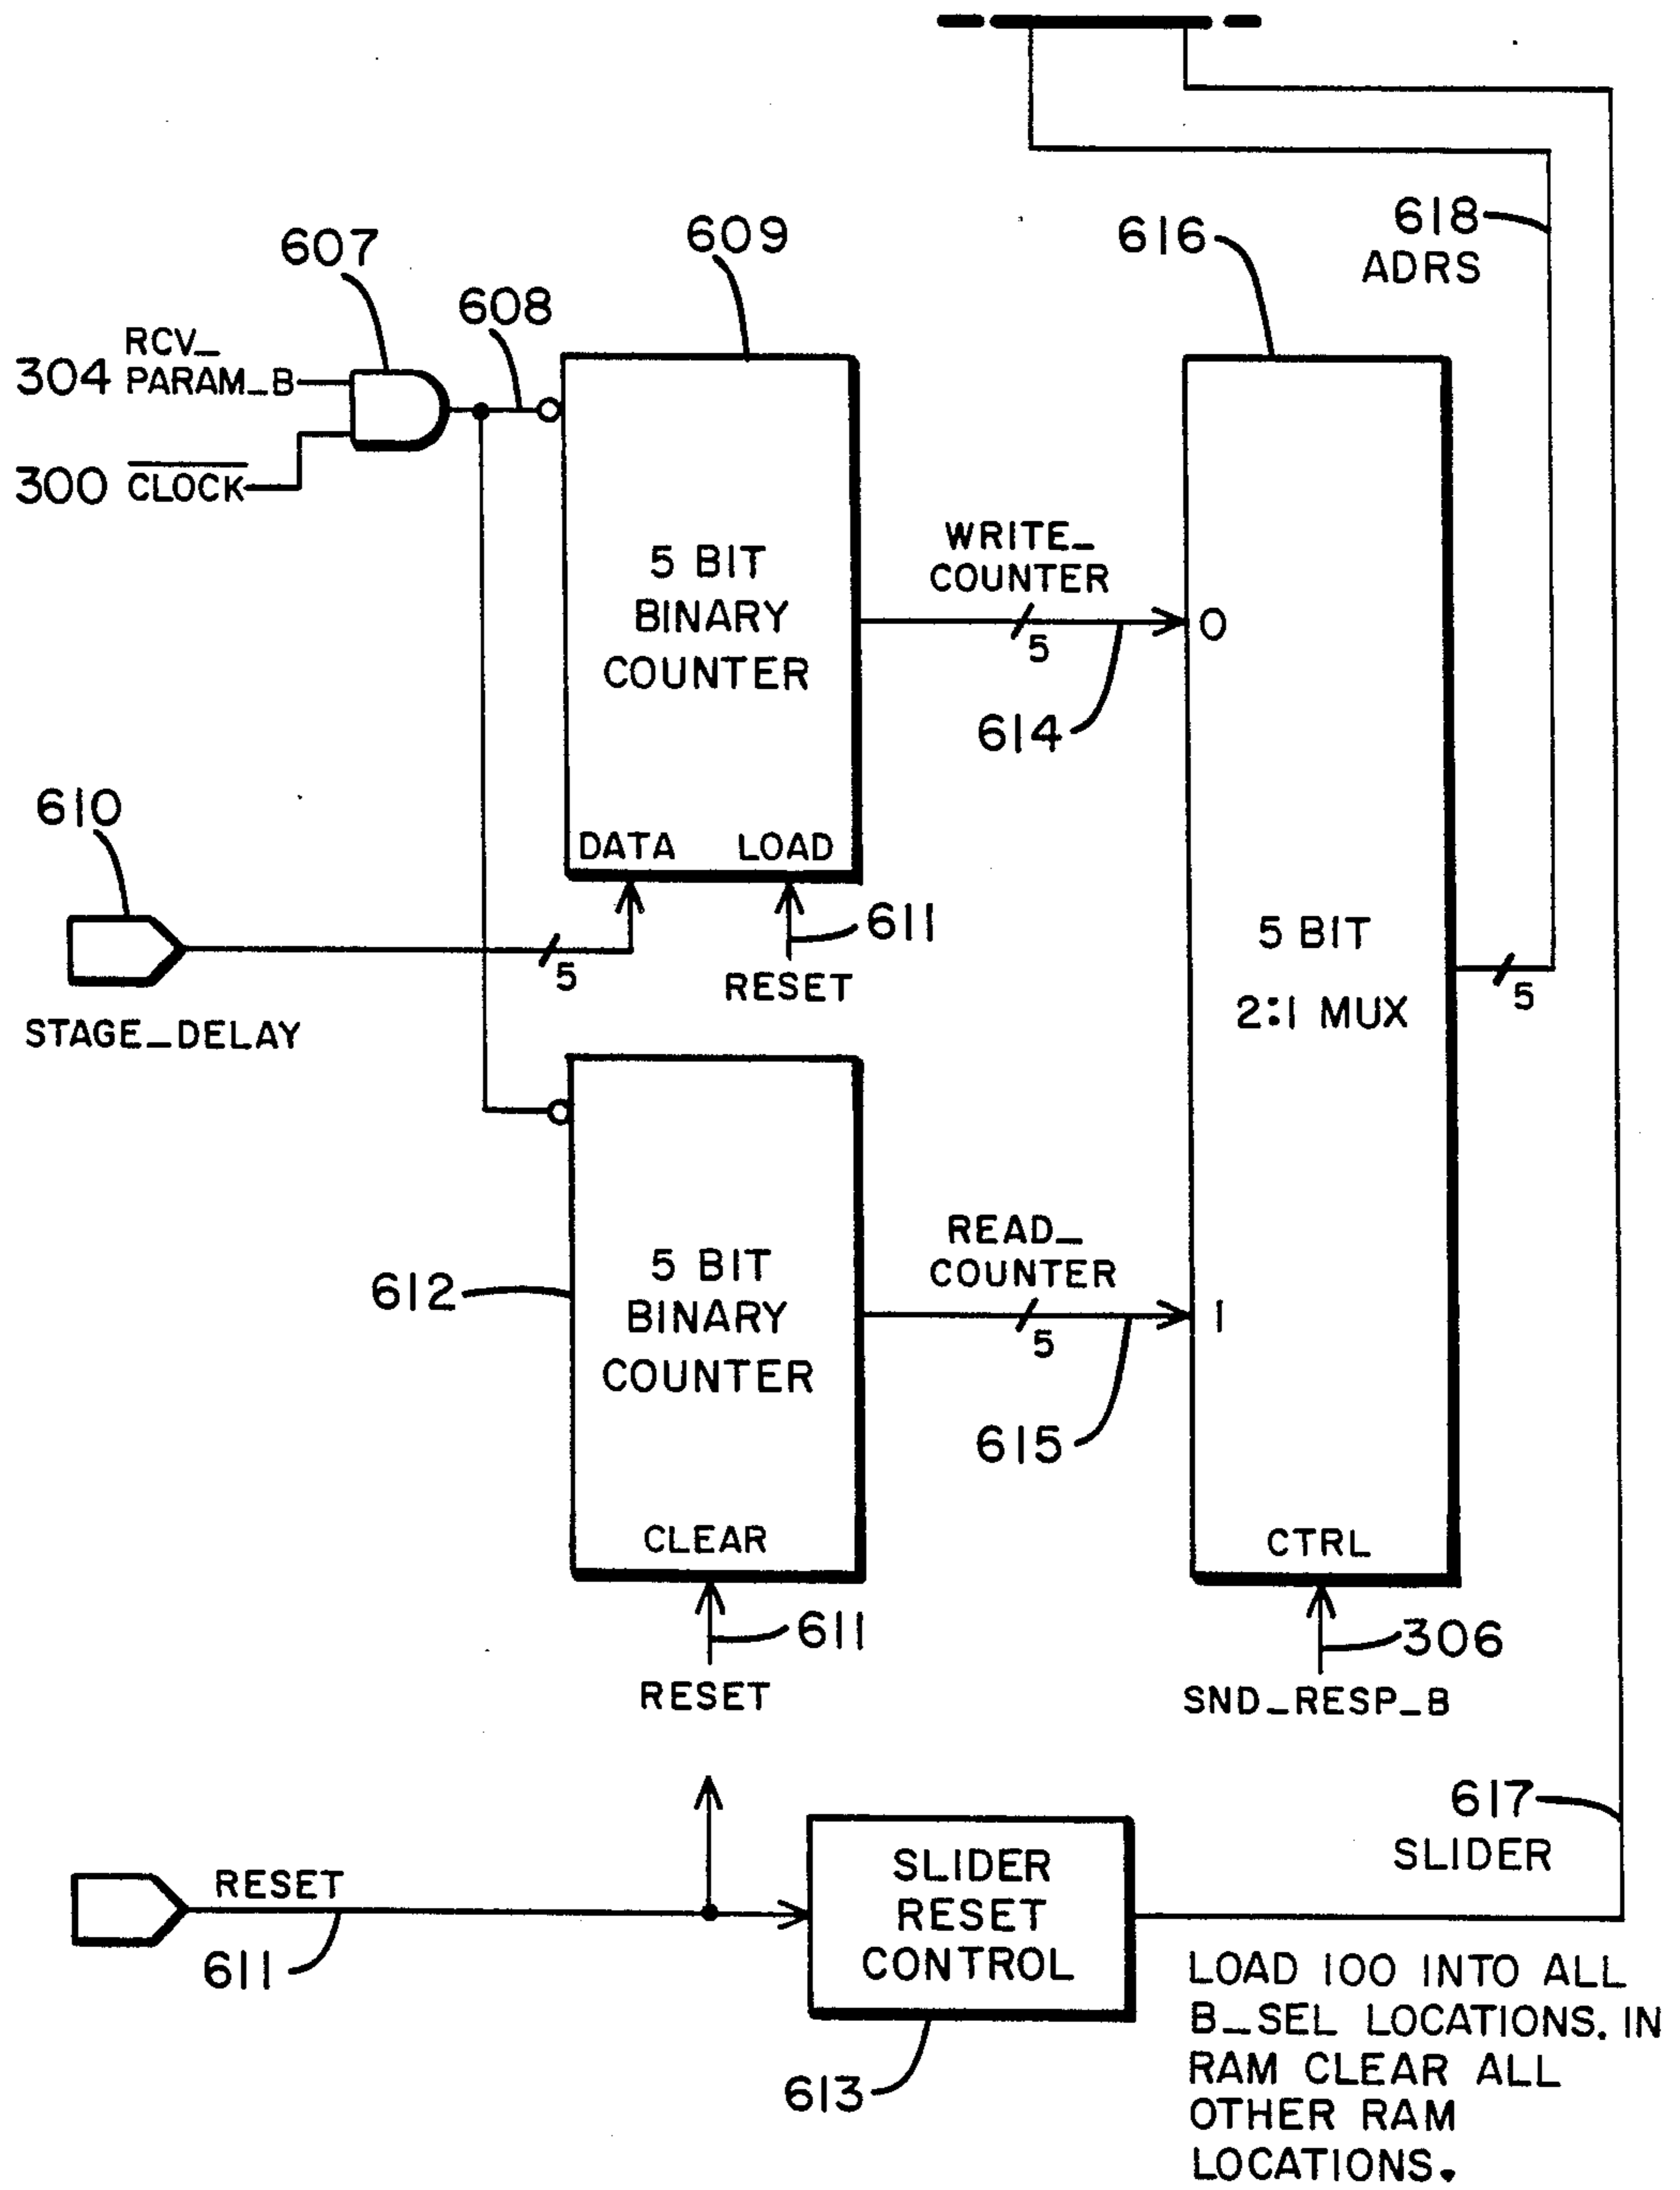 618
ADRS
616
609
607
608
RCV_
304 PARAM_B
300 CLOCK
5 BIT
BINARY
COUNTER
DATA LOAD
WRITE_
COUNTER
5
614
0
610
5
STAGE_DELAY
611
RESET
5 BIT
2:1 MUX
5
612
5 BIT
BINARY
COUNTER
CLEAR
READ_
COUNTER
5
615
1
CTRL
611
RESET
306
SND_RESP_B
617
SLIDER
RESET
611
SLIDER
RESET
CONTROL
613
LOAD 100 INTO ALL
B_SEL LOCATIONS. IN
RAM CLEAR ALL
OTHER RAM
LOCATIONS.